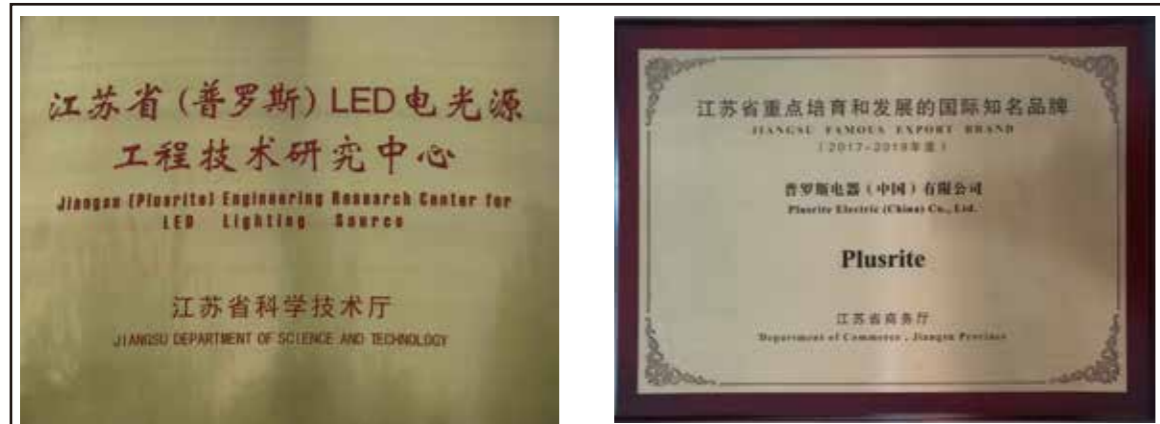 江苏省(普罗斯)LED电光源
工程技术研究中心
Jiangsu (Plusrite) Engineering Research Center for
LED Lighting Source
江苏省科学技术厅
JIANGSU DEPARTMENT OF SCIENCE AND TECHNOLOGY
江苏省重点培育和发展的国际知名品牌
JIANGSU FAMOUS EXPORT BRAND
(2017-2019年度)
普罗斯电器(中国)有限公司
Plusrite Electric (China) Co., Ltd.
Plusrite
江苏省商务厅
Department of Commerce , Jiangsu Province